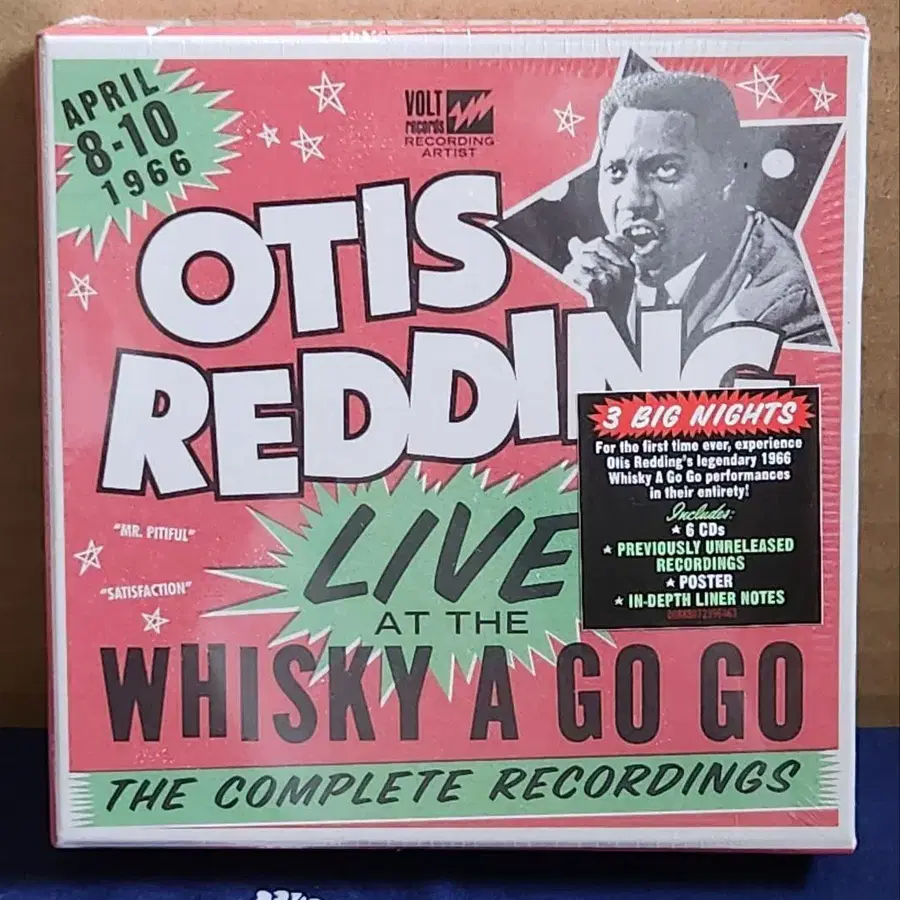 APRIL
8-10
1966
VOLT
records
RECORDING
ARTIST
OTIS
REDDING
3 BIG NIGHTS
For the first time ever, experience
Otis Redding's legendary 1966
Whisky A Go Go performances
in their entirety!
Includes:
★ 6 CDs
★ PREVIOUSLY UNRELEASED
RECORDINGS
★ POSTER
★ IN-DEPTH LINER NOTES
"MR. PITIFUL"
"SATISFACTION"
LIVE
AT THE
WHISKY A GO GO
THE COMPLETE RECORDINGS